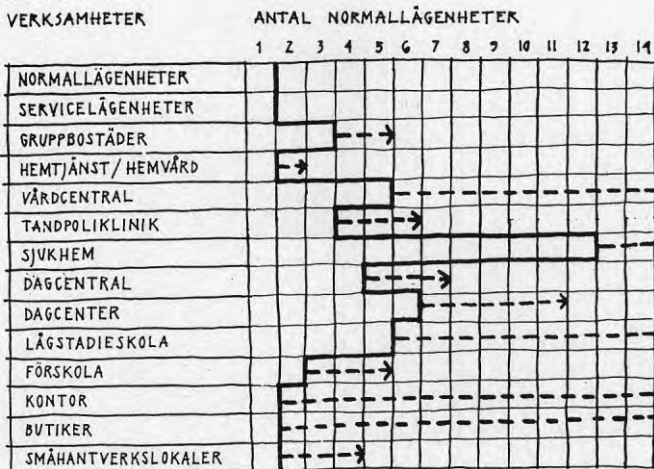 VERKSAMHETER ANTAL NORMALLÄGENHETER
1 2 3 4 5 6 7 8 9 10 11 12 13 14
NORMALLÄGENHETER
SERVICELÄGENHETER
GRUPPBOSTÄDER
HEMTJÄNST/HEMVÅRD
VÅRDCENTRAL
TANDPOLIKLINIK
SJUKHEM
DAGCENTRAL
DAGCENTER
LÅGSTADIESKOLA
FÖRSKOLA
KONTOR
BUTIKER
SMÅHANTVERKSLOKALER